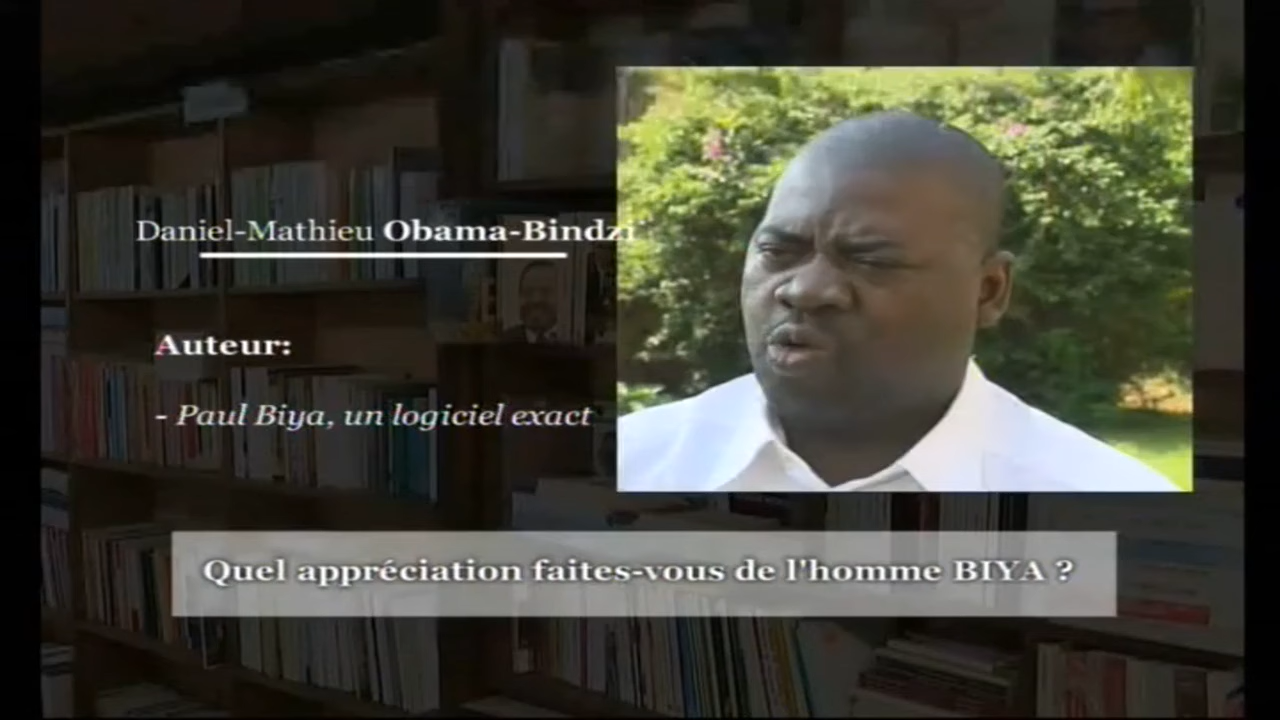 Daniel-Mathieu Obama-Bindzi
Auteur:
- Paul Biya, un logiciel exact
Quel appréciation faites-vous de l'homme BIYA ?